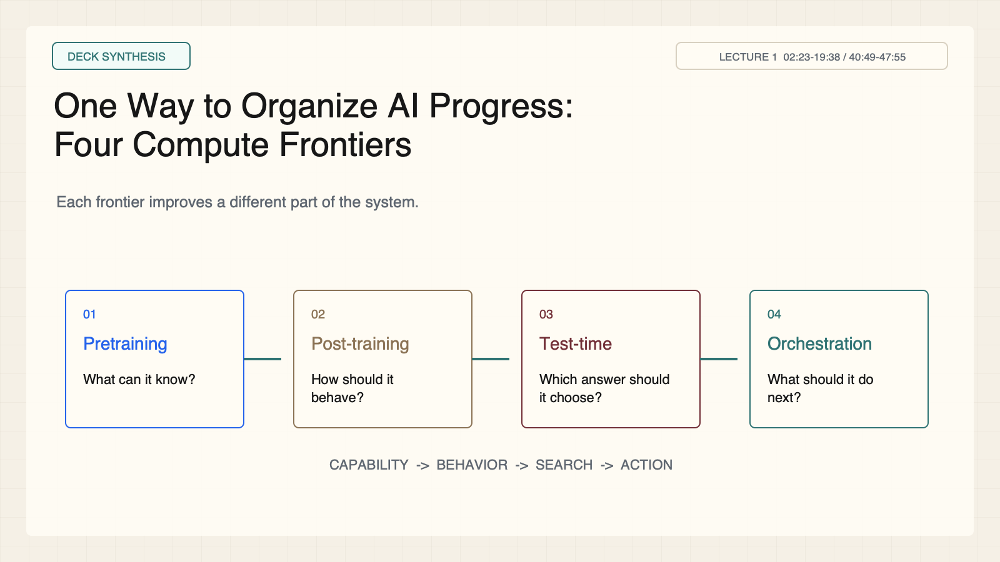 DECK SYNTHESIS
LECTURE 1 02:23-19:38 / 40:49-47:55
One Way to Organize AI Progress:
Four Compute Frontiers
Each frontier improves a different part of the system.
01
Pretraining
What can it know?
02
Post-training
How should it
behave?
03
Test-time
Which answer should
it choose?
04
Orchestration
What should it do
next?
CAPABILITY -> BEHAVIOR -> SEARCH -> ACTION